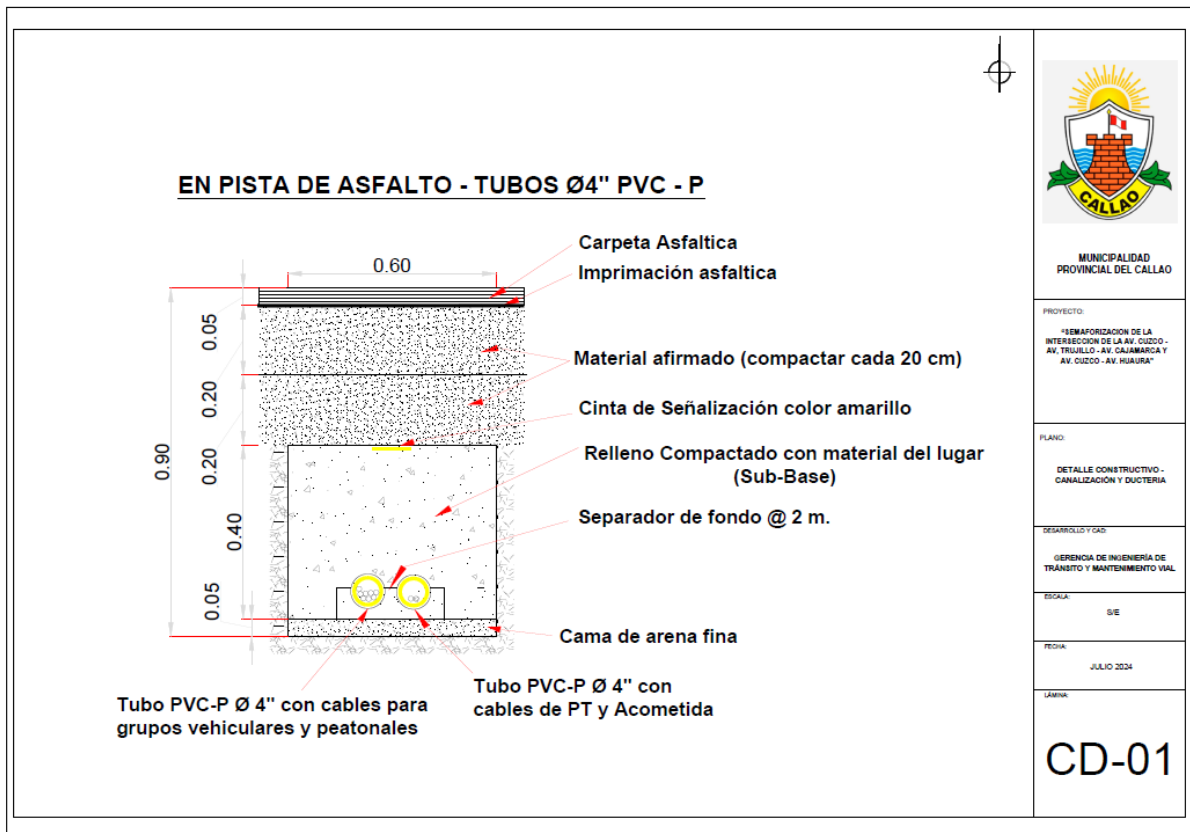 EN PISTA DE ASFALTO - TUBOS Ø4" PVC - P
0.60
Carpeta Asfaltica
Imprimación asfaltica
0.05
Material afirmado (compactar cada 20 cm)
0.20
Cinta de Señalización color amarillo
0.90
0.20
Relleno Compactado con material del lugar
(Sub-Base)
Separador de fondo @ 2 m.
0.40
0.05
Cama de arena fina
Tubo PVC-P Ø 4" con cables para
grupos vehiculares y peatonales
Tubo PVC-P Ø 4" con
cables de PT y Acometida
CALLAO
MUNICIPALIDAD
PROVINCIAL DEL CALLAO
PROYECTO:
"SEMAFORIZACION DE LA
INTERSECCION DE LA AV. CUZCO -
AV, TRUJILLO - AV. CAJAMARCA Y
AV. CUZCO - AV. HUAURA"
PLANO:
DETALLE CONSTRUCTIVO -
CANALIZACIÓN Y DUCTERIA
DESARROLLO Y CAD:
GERENCIA DE INGENIERÍA DE
TRÁNSITO Y MANTENIMIENTO VIAL
ESCALA:
S/E
FECHA:
JULIO 2024
LÁMINA:
CD-01